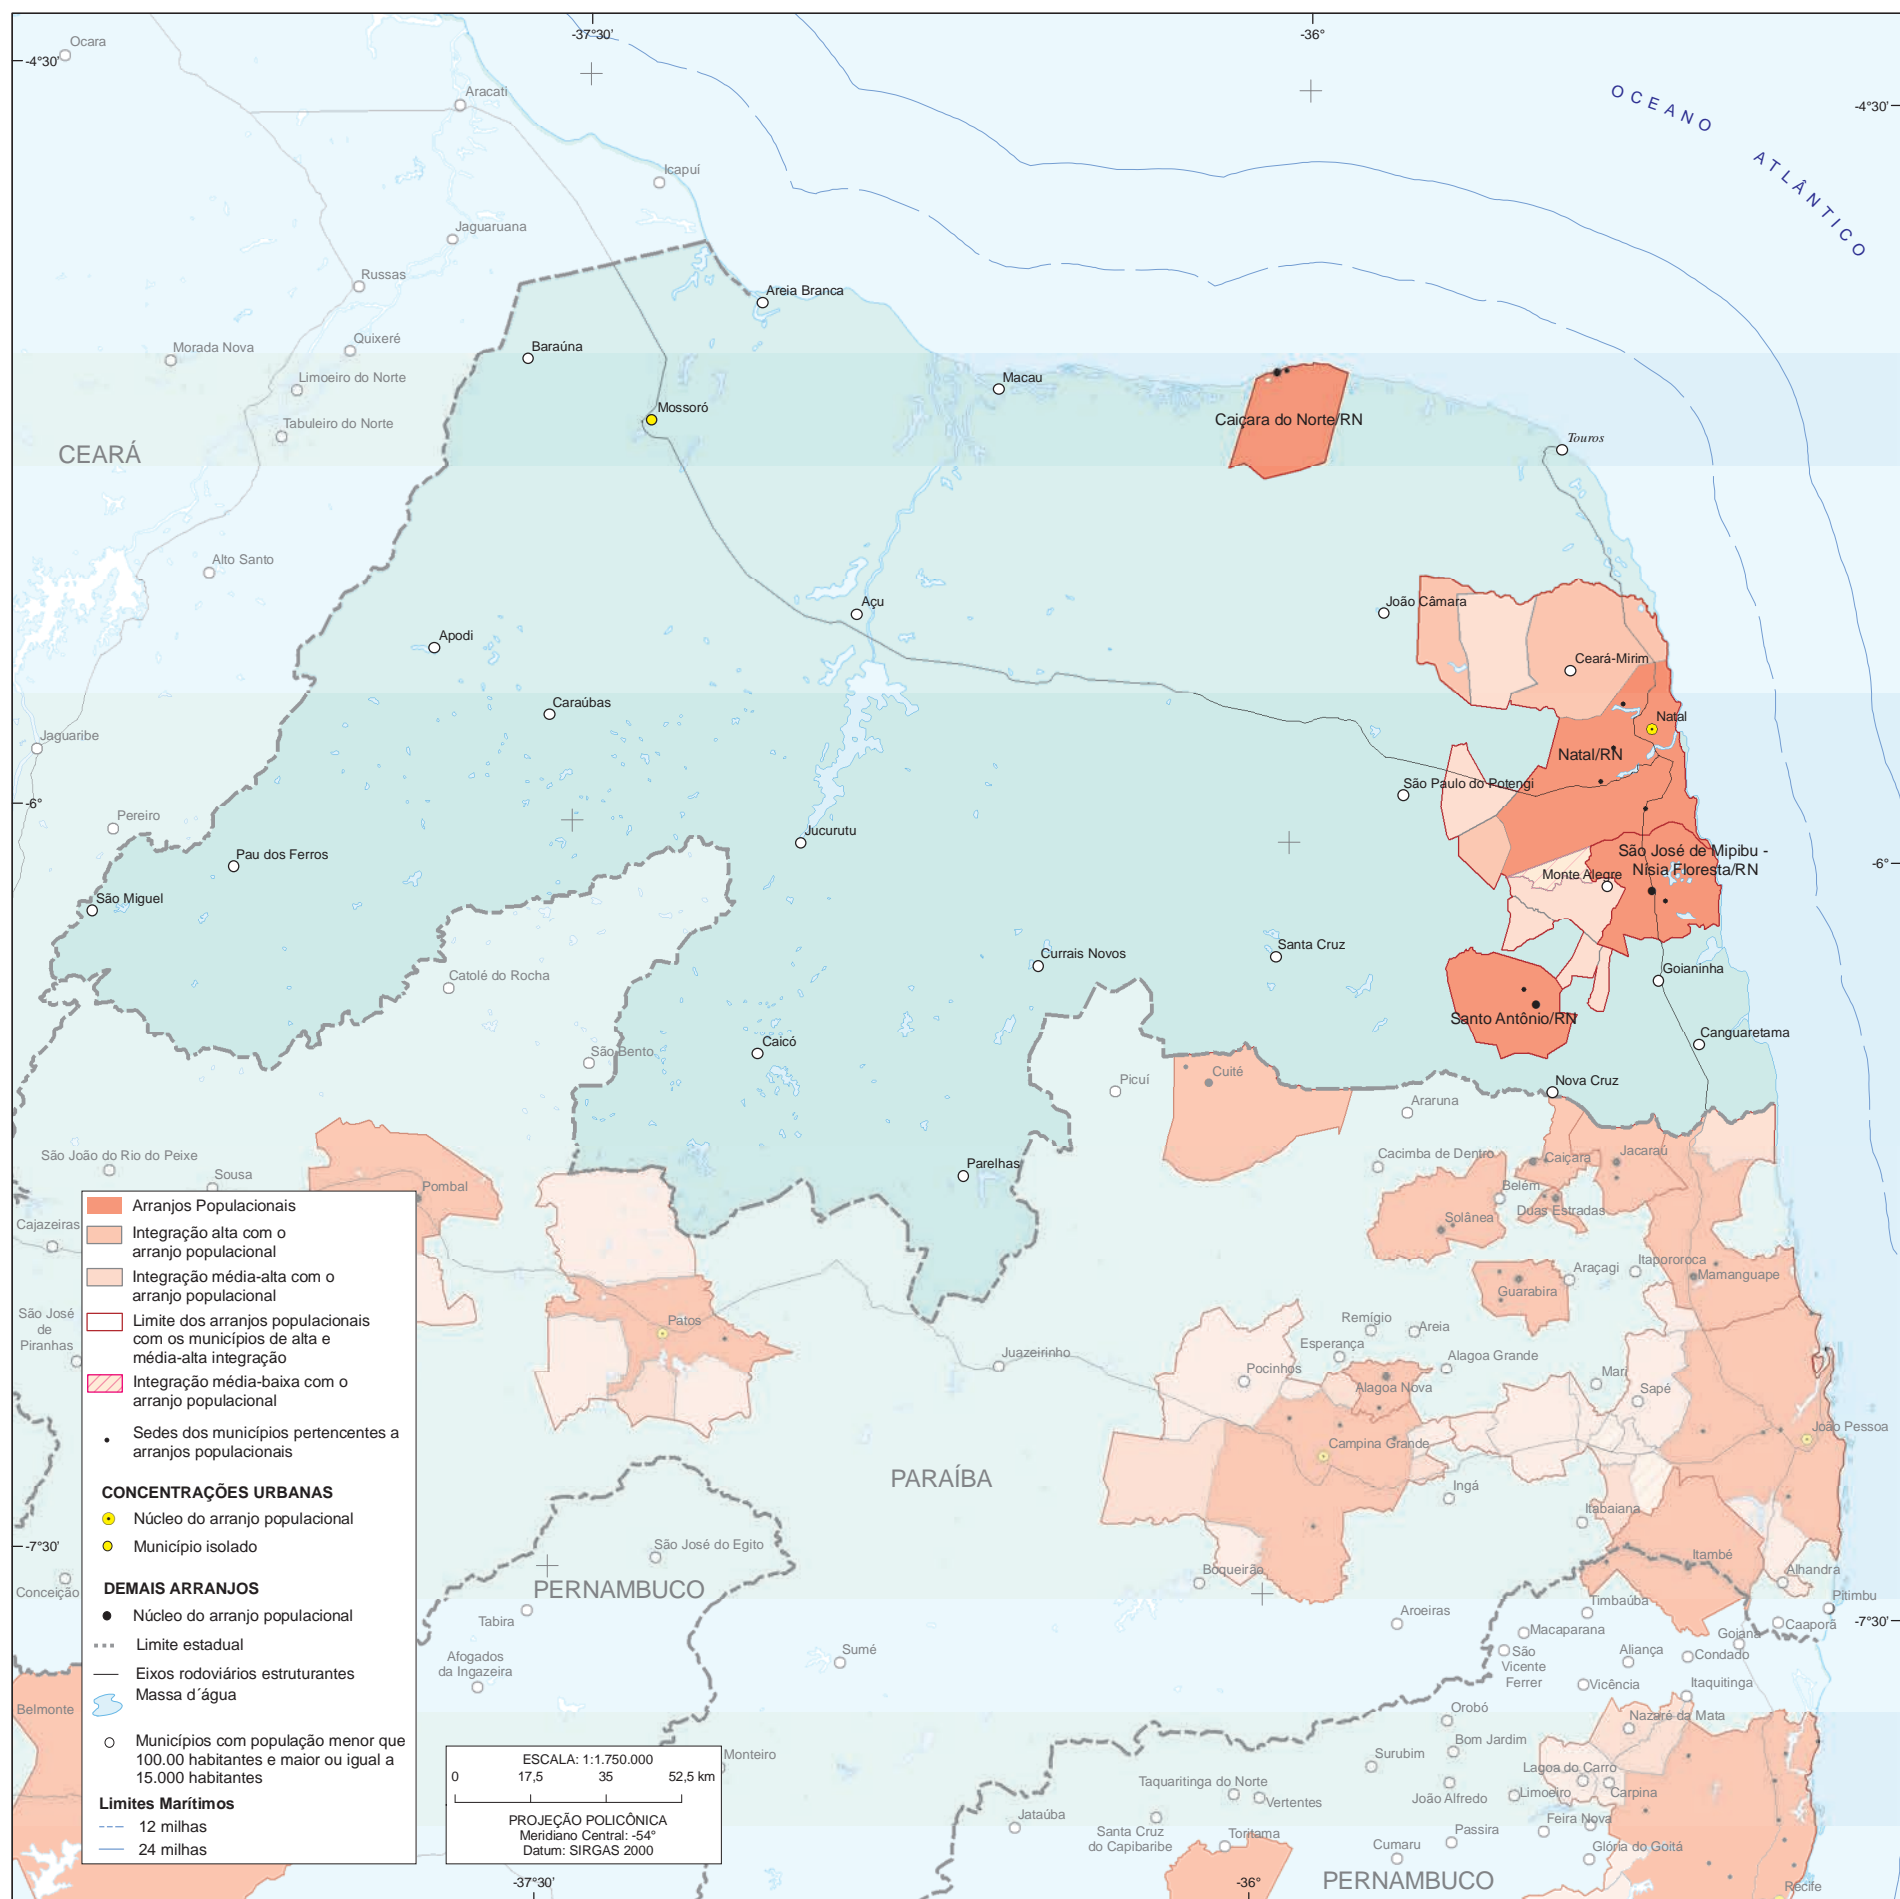 -37°30'
-36°
Ocara
-4°30'
Aracati
OCEANO
ATLÂNTICO
-4°30'
Icapuí
Jaguaruana
Russas
Areia Branca
Quixeré
Morada Nova
Baraúna
Limoeiro do Norte
Macau
Mossoró
Caiçara do Norte/RN
Tabuleiro do Norte
Touros
CEARÁ
Alto Santo
Açu
João Câmara
Apodi
Ceará-Mirim
Caraúbas
Natal
Jaguaribe
Natal/RN
São Paulo do Potengi
-6°
Pereiro
Jucurutu
Pau dos Ferros
São José de Mipibu -
Nísia Floresta/RN
-6°
Monte Alegre
São Miguel
Santa Cruz
Currais Novos
Catolé do Rocha
Goianinha
Santo Antônio/RN
Canguaretama
Caicó
São Bento
Cuité
Picuí
Nova Cruz
Araruna
São João do Rio do Peixe
Cacimba de Dentro
Caiçara
Jacaraú
Sousa
Parelhas
Pombal
Belém
Duas Estradas
Solânea
Cajazeiras
Itapororoca
Araçagi
Mamanguape
Guarabira
São José
de
Piranhas
Patos
Remígio
Areia
Esperança
Alagoa Grande
Juazeirinho
Pocinhos
Mari
Alagoa Nova
Sapé
João Pessoa
Campina Grande
PARAÍBA
Ingá
Itabaiana
-7°30'
São José do Egito
Itambé
Boqueirão
Alhandra
Conceição
PERNAMBUCO
Pitimbu
Timbaúba
Tabira
Aroeiras
Caaporã
-7°30'
Macaparana
Goiana
Sumé
São
Vicente
Ferrer
Aliança
Condado
Afogados
da Ingazeira
Vicência
Itaquitinga
Belmonte
Orobó
Nazaré da Mata
Monteiro
Surubim
Bom Jardim
Taquaritinga do Norte
Lagoa do Carro
Vertentes
João Alfredo
Limoeiro
Carpina
Jataúba
Santa Cruz
do Capibaribe
Toritama
Passira
Feira Nova
Cumaru
Glória do Goitá
PERNAMBUCO
Recife
-37°30'
-36°
Arranjos Populacionais
Integração alta com o
arranjo populacional
Integração média-alta com o
arranjo populacional
Limite dos arranjos populacionais
com os municípios de alta e
média-alta integração
Integração média-baixa com o
arranjo populacional
Sedes dos municípios pertencentes a
arranjos populacionais
CONCENTRAÇÕES URBANAS
Núcleo do arranjo populacional
Município isolado
DEMAIS ARRANJOS
Núcleo do arranjo populacional
Limite estadual
Eixos rodoviários estruturantes
Massa d´água
Municípios com população menor que
100.00 habitantes e maior ou igual a
15.000 habitantes
Limites Marítimos
12 milhas
24 milhas
ESCALA: 1:1.750.000
0 17,5 35 52,5 km
PROJEÇÃO POLICÔNICA
Meridiano Central: -54°
Datum: SIRGAS 2000